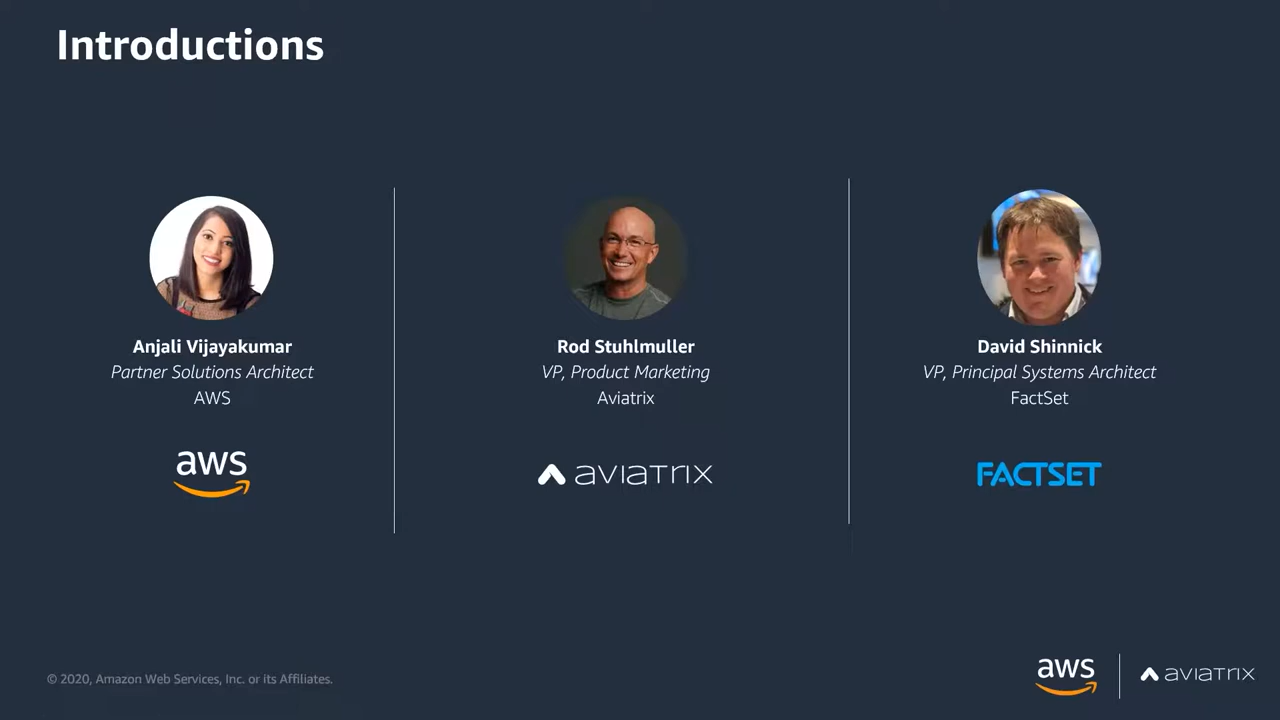 Introductions
Anjali Vijayakumar
Partner Solutions Architect
AWS
aws
Rod Stuhlmuller
VP, Product Marketing
Aviatrix
aviatrix
David Shinnick
VP, Principal Systems Architect
FactSet
FACTSET
© 2020, Amazon Web Services, Inc. or its Affiliates.
aws
aviatrix